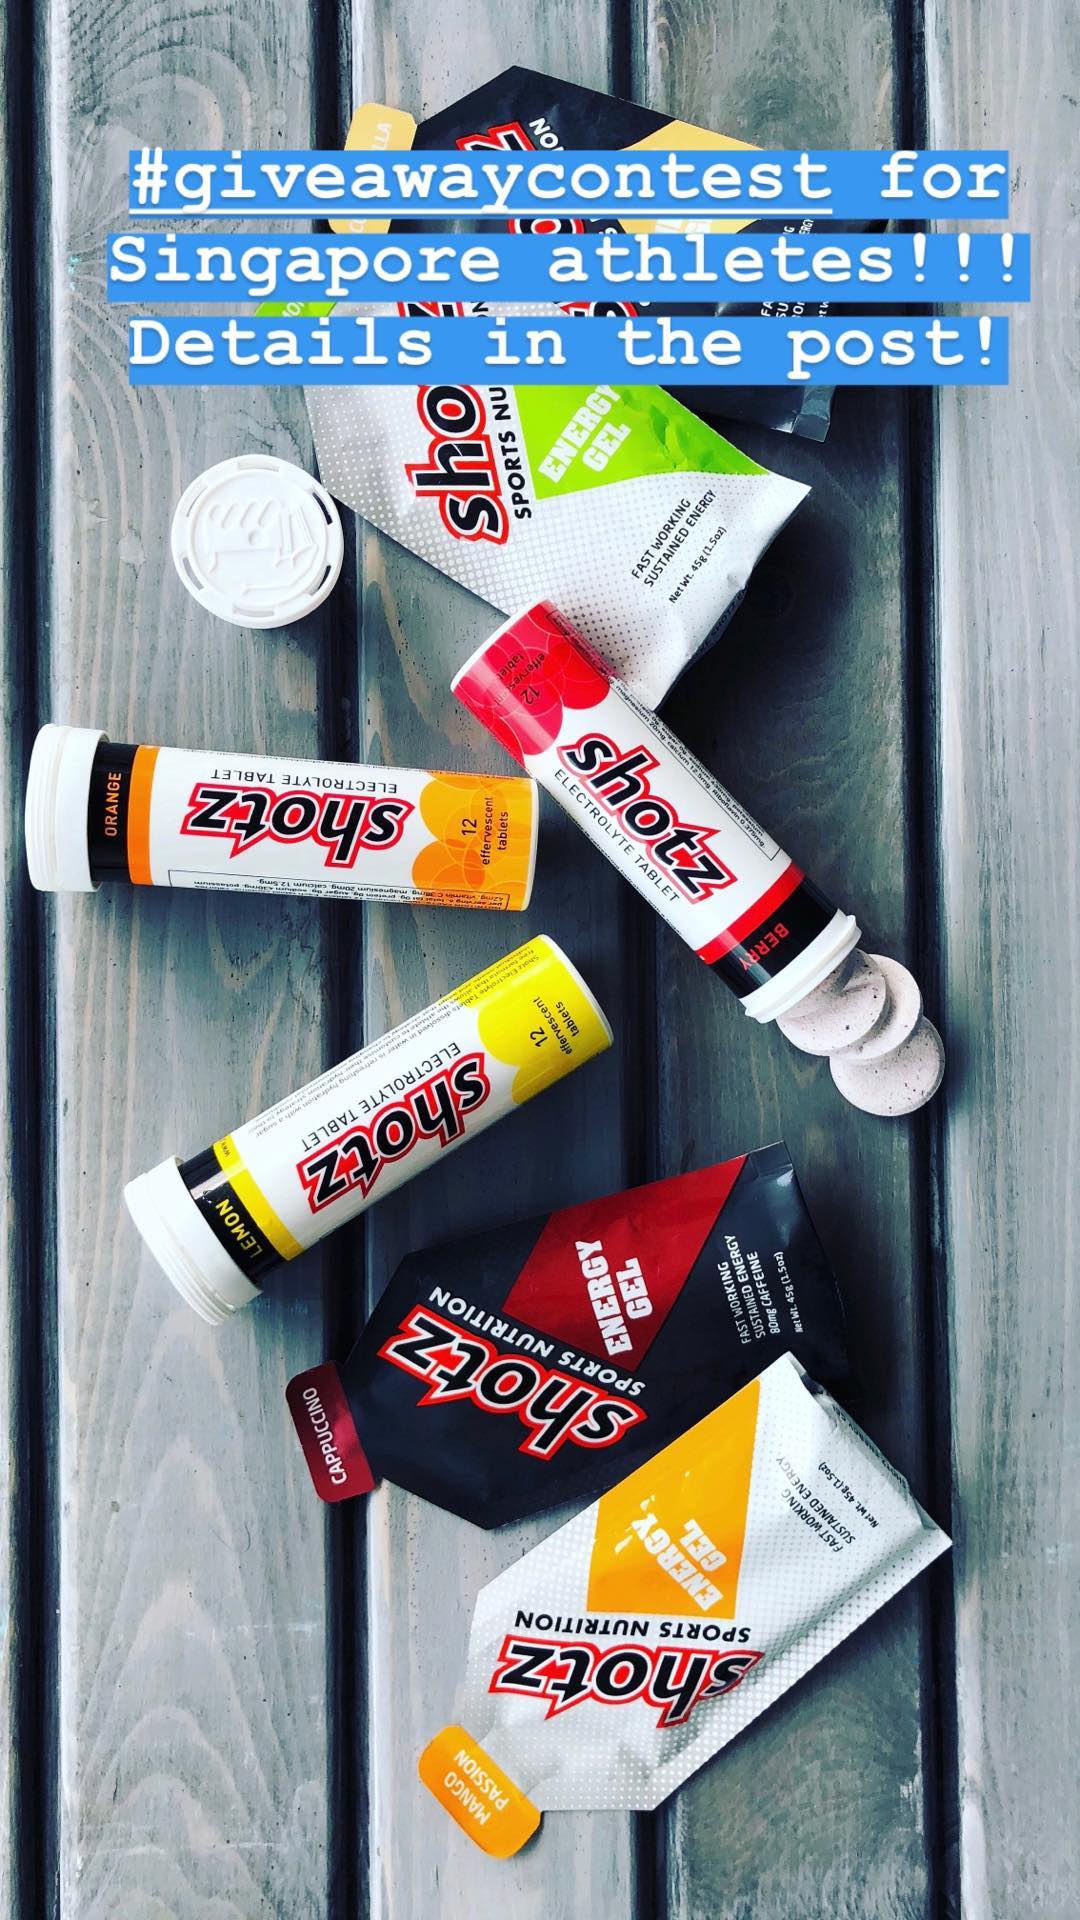 #giveawaycontest for
Singapore athletes!!!
Details in the post!
SPORTS NU
ENERGY
GEL
FAST WORKING
SUSTAINED ENERGY
Net Wt. 45g (1.5oz)
12
effervescent
tablets
shotz
ELECTROLYTE TABLET
BERRY
ORANGE
shotz
ELECTROLYTE TABLET
12
effervescent
tablets
LEMON
shotz
ELECTROLYTE TABLET
12
effervescent
tablets
CAPPUCCINO
shotz
SPORTS NUTRITION
ENERGY
GEL
FAST WORKING
SUSTAINED ENERGY
80mg CAFFEINE
Net Wt. 45g (1.5oz)
MANGO
PASSION
shotz
SPORTS NUTRITION
ENERGY
GEL
FAST WORKING
SUSTAINED ENERGY
Net Wt. 45g (1.5oz)